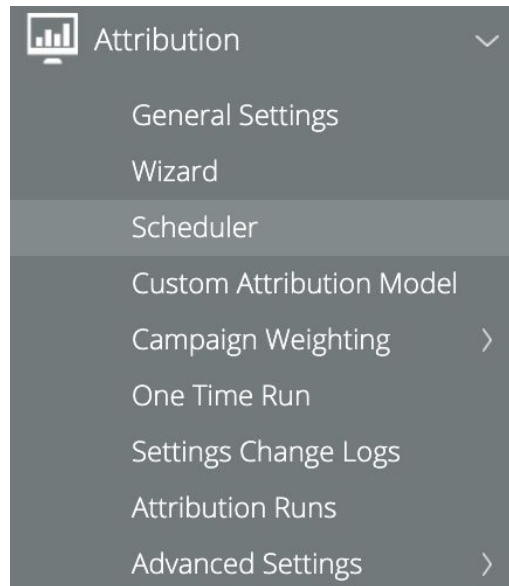 Attribution
General Settings
Wizard
Scheduler
Custom Attribution Model
Campaign Weighting
One Time Run
Settings Change Logs
Attribution Runs
Advanced Settings